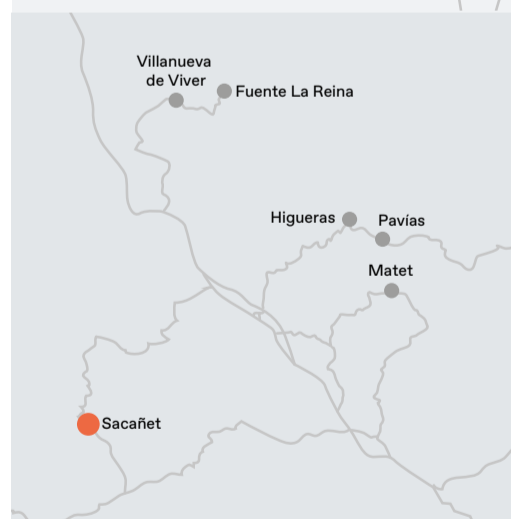 Villanueva
de Viver
Fuente La Reina
Higueras
Pavías
Matet
Sacañet